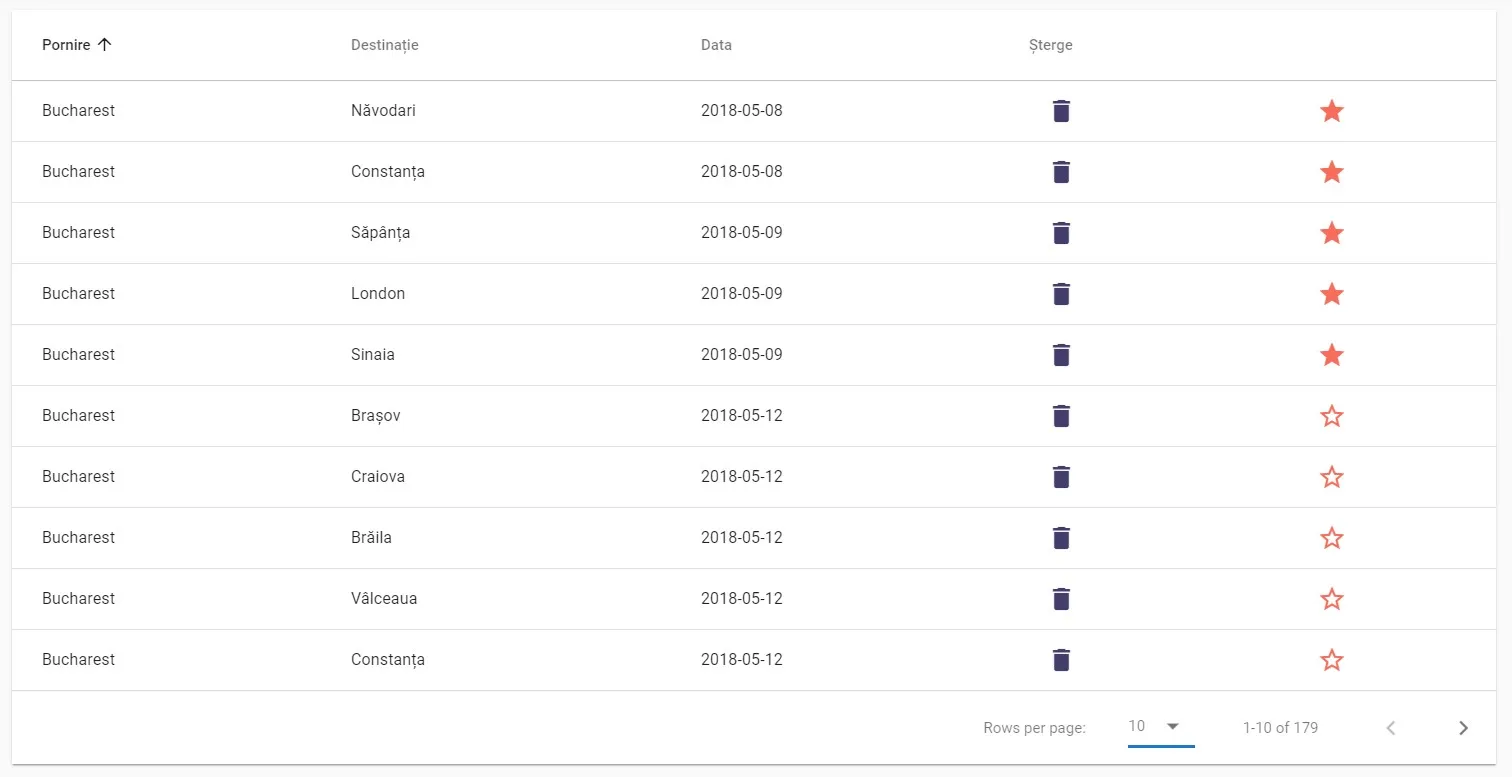 Pornire Destinație Data Șterge
Bucharest Năvodari 2018-05-08
Bucharest Constanța 2018-05-08
Bucharest Săpânța 2018-05-09
Bucharest London 2018-05-09
Bucharest Sinaia 2018-05-09
Bucharest Brașov 2018-05-12
Bucharest Craiova 2018-05-12
Bucharest Brăila 2018-05-12
Bucharest Vâlceaua 2018-05-12
Bucharest Constanța 2018-05-12
Rows per page: 10 1-10 of 179